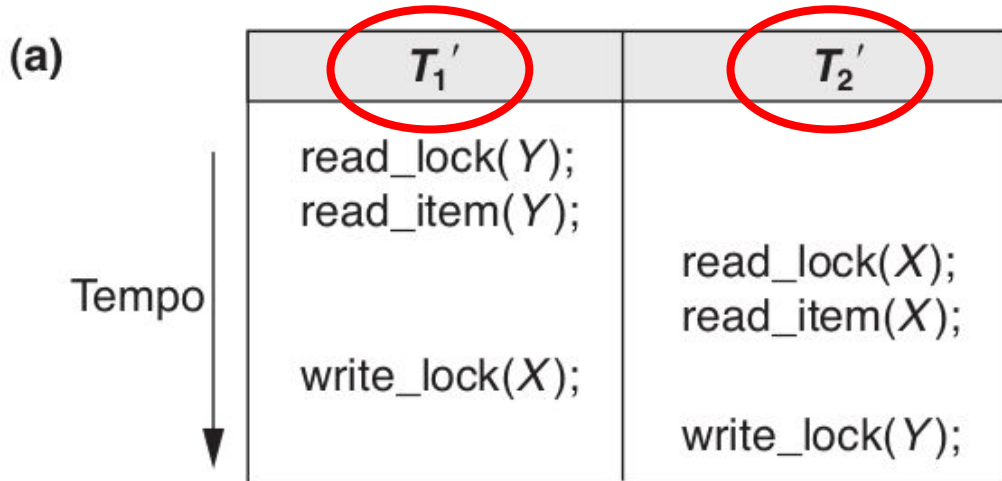 (a)
T₁′ T₂′
read_lock(Y);
read_item(Y);
read_lock(X);
Tempo
read_item(X);
write_lock(X);
write_lock(Y);